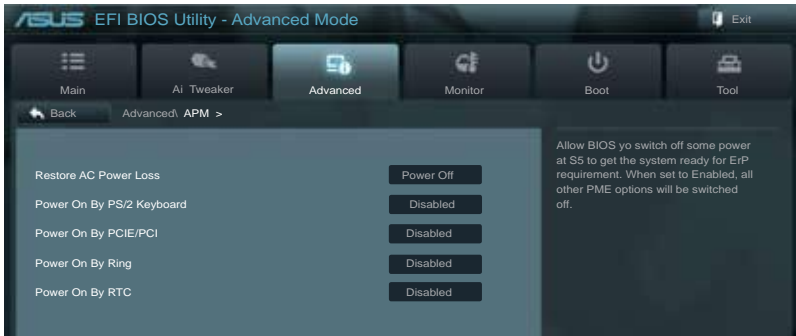 ASUS EFI BIOS Utility - Advanced Mode
Exit
Main
Ai Tweaker
Advanced
Monitor
Boot
Tool
Back
Advanced\ APM >
Restore AC Power Loss Power Off
Power On By PS/2 Keyboard Disabled
Power On By PCIE/PCI Disabled
Power On By Ring Disabled
Power On By RTC Disabled
Allow BIOS yo switch off some power
at S5 to get the system ready for ErP
requirement. When set to Enabled, all
other PME options will be switched
off.